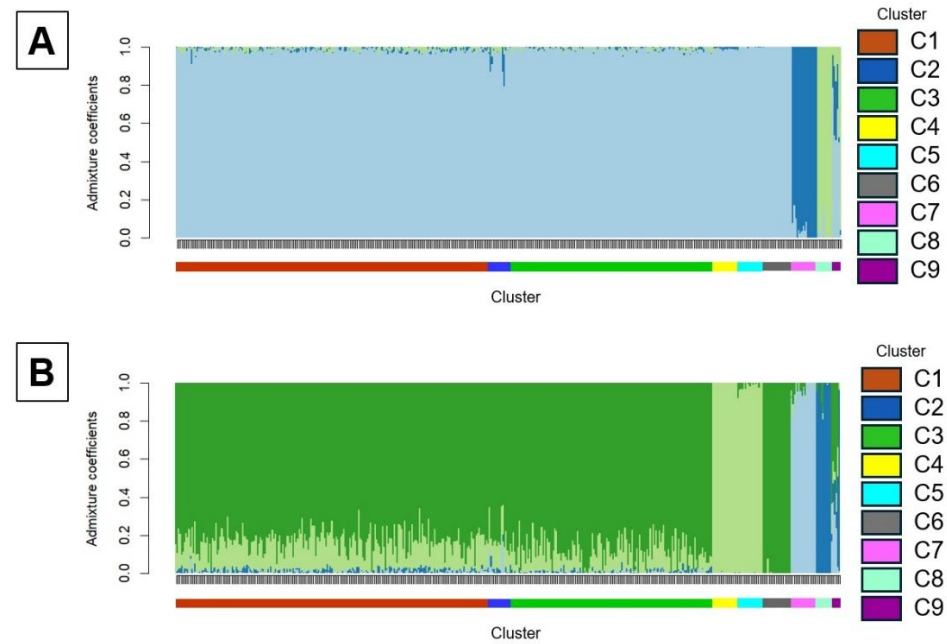 A
Admixture coefficients
1.0
0.8
0.6
0.4
0.2
0.0
Cluster
Cluster
C1
C2
C3
C4
C5
C6
C7
C8
C9
B
Admixture coefficients
1.0
0.8
0.6
0.4
0.2
0.0
Cluster
Cluster
C1
C2
C3
C4
C5
C6
C7
C8
C9